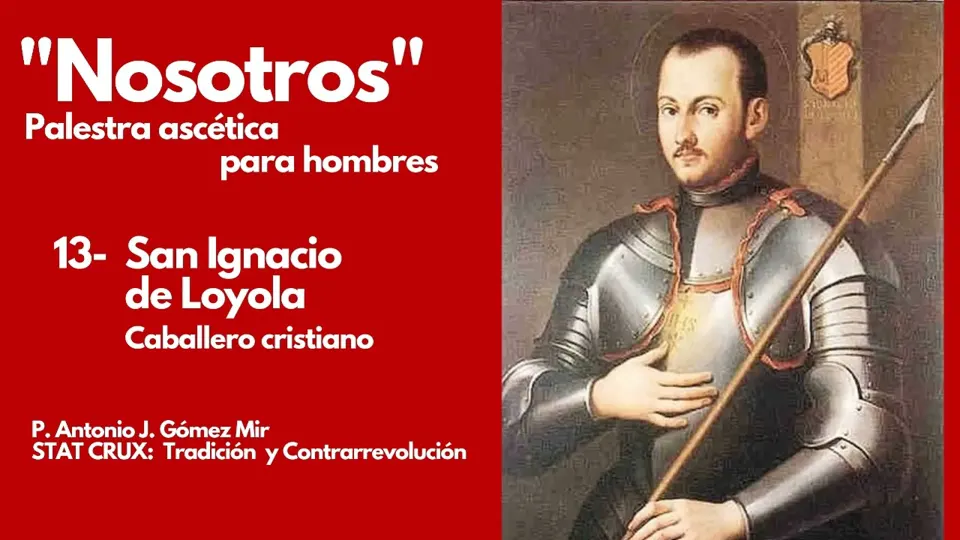 "Nosotros"
Palestra ascética
para hombres
13- San Ignacio
de Loyola
Caballero cristiano
P. Antonio J. Gómez Mir
STAT CRUX: Tradición y Contrarrevolución